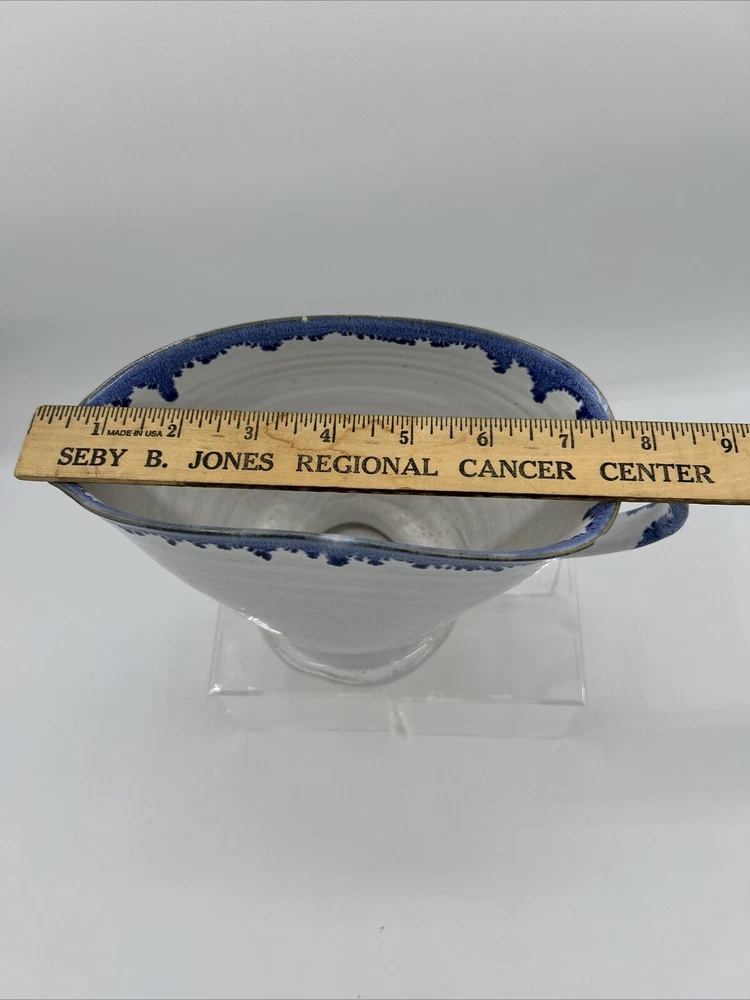 1 MADE IN USA 2 3 4 5 6 7 8 9
SEBY B. JONES REGIONAL CANCER CENTER